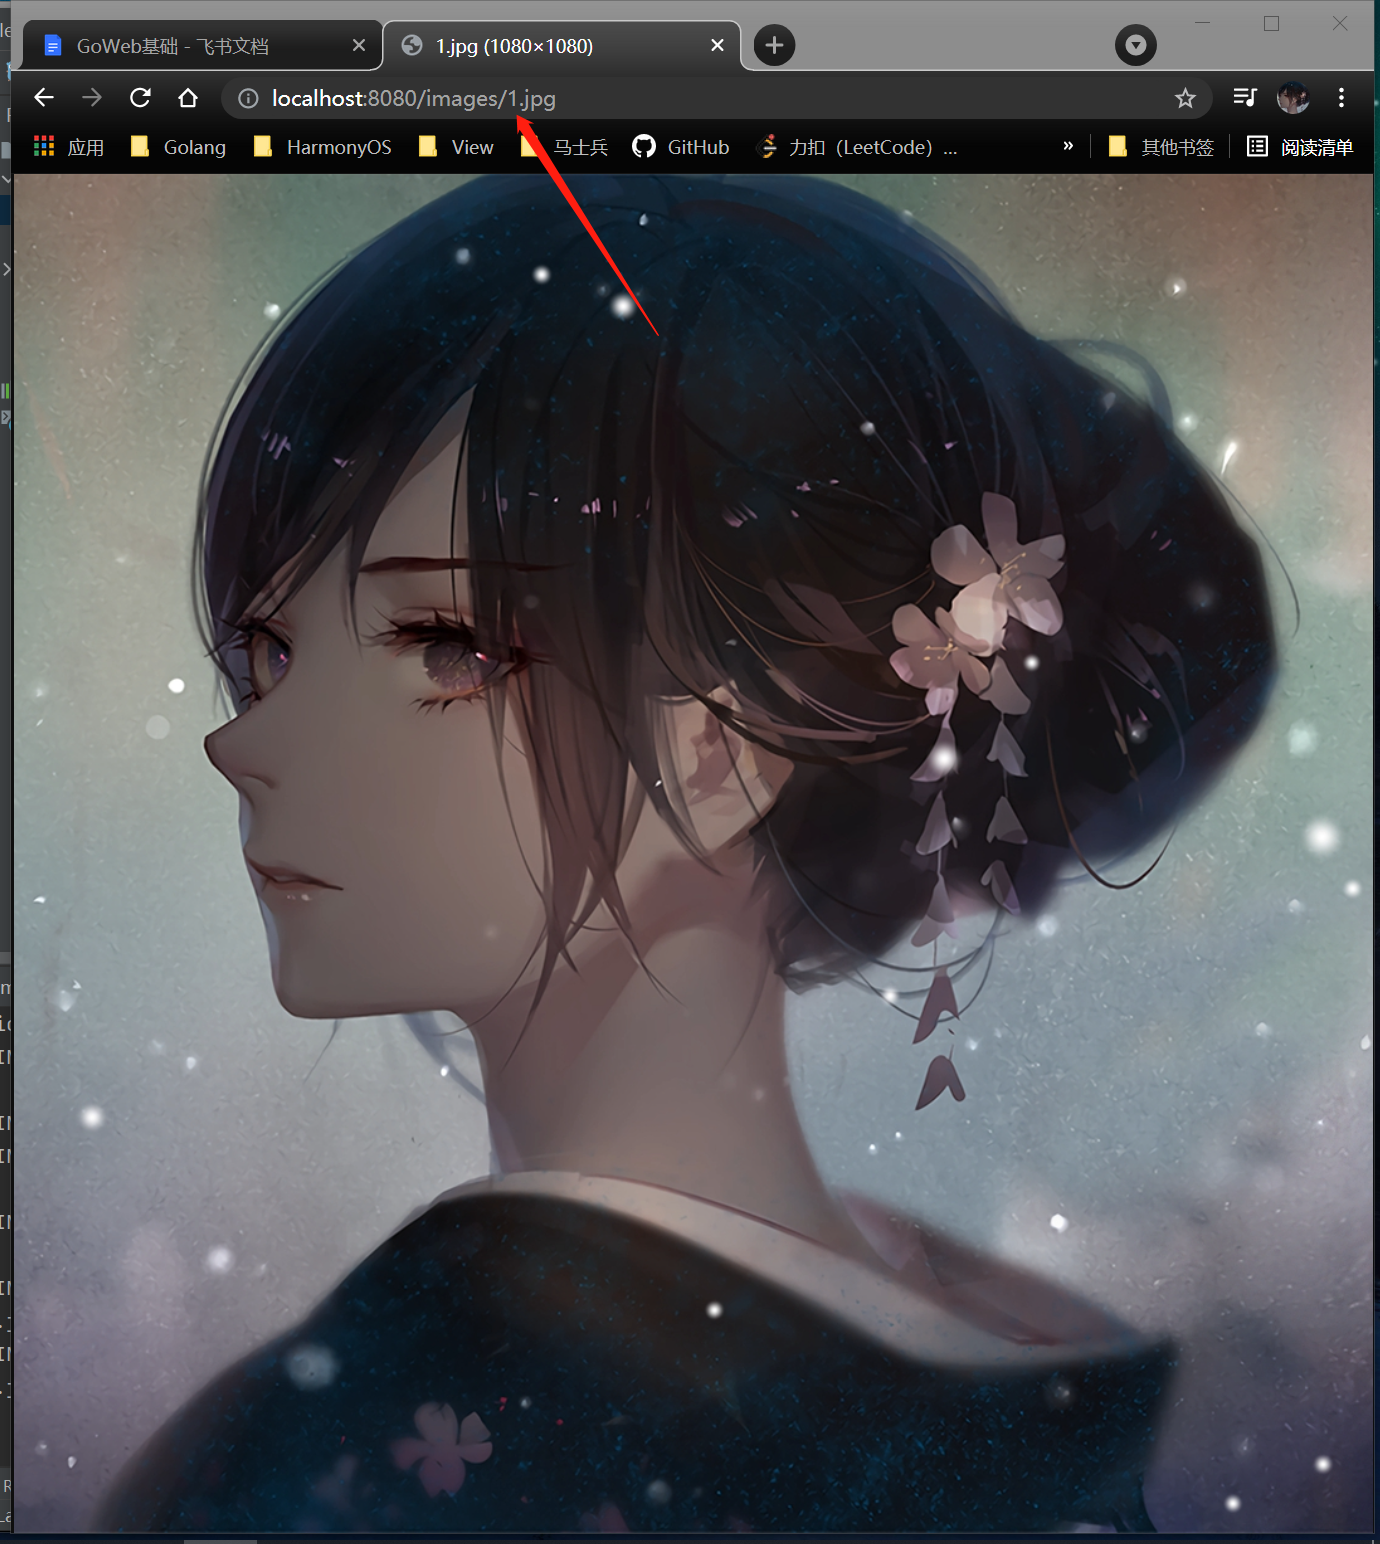 GoWeb基础 - 飞书文档
1.jpg (1080×1080)
localhost:8080/images/1.jpg
应用 Golang HarmonyOS View 马士兵 GitHub 力扣（LeetCode）... » 其他书签 阅读清单